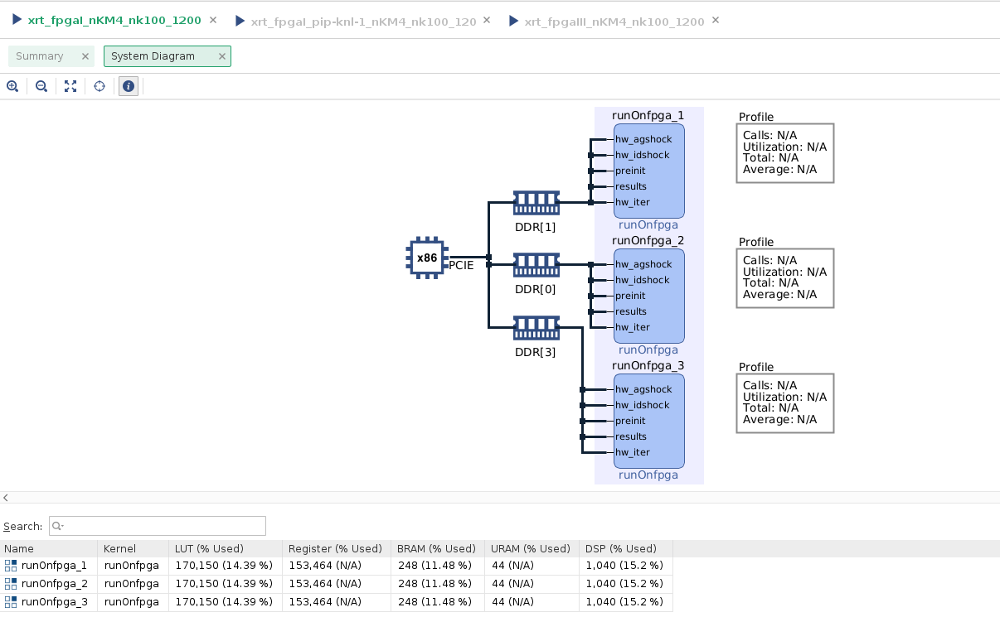 xrt_fpgaI_nKM4_nk100_1200 xrt_fpgaI_pip-knl-1_nKM4_nk100_120 xrt_fpgaIII_nKM4_nk100_1200
Summary System Diagram
runOnfpga_1
hw_agshock
hw_idshock
preinit
results
hw_iter
runOnfpga
Profile
Calls: N/A
Utilization: N/A
Total: N/A
Average: N/A
DDR[1]
x86
PCIE
DDR[0]
DDR[3]
runOnfpga_2
hw_agshock
hw_idshock
preinit
results
hw_iter
runOnfpga
Profile
Calls: N/A
Utilization: N/A
Total: N/A
Average: N/A
runOnfpga_3
hw_agshock
hw_idshock
preinit
results
hw_iter
runOnfpga
Profile
Calls: N/A
Utilization: N/A
Total: N/A
Average: N/A
Search:
Name Kernel LUT (% Used) Register (% Used) BRAM (% Used) URAM (% Used) DSP (% Used)
runOnfpga_1 runOnfpga 170,150 (14.39 %) 153,464 (N/A) 248 (11.48 %) 44 (N/A) 1,040 (15.2 %)
runOnfpga_2 runOnfpga 170,150 (14.39 %) 153,464 (N/A) 248 (11.48 %) 44 (N/A) 1,040 (15.2 %)
runOnfpga_3 runOnfpga 170,150 (14.39 %) 153,464 (N/A) 248 (11.48 %) 44 (N/A) 1,040 (15.2 %)